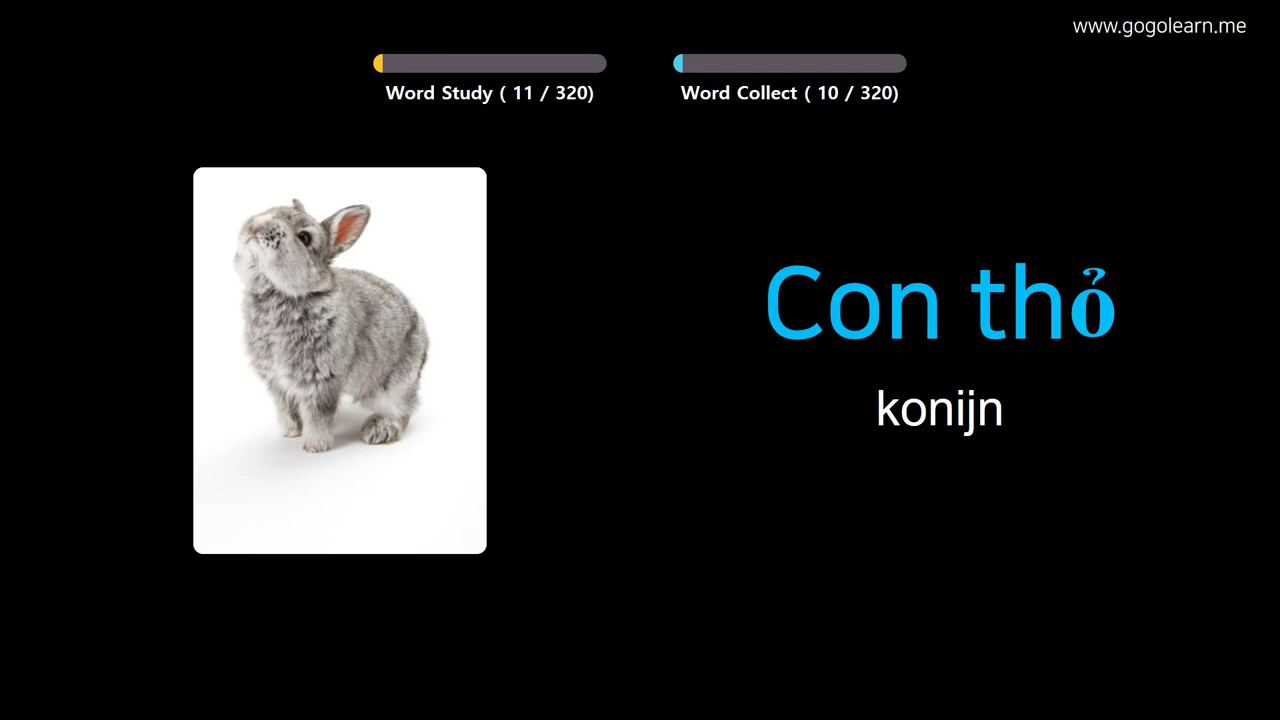 www.gogolearn.me
Word Study ( 11 / 320)
Word Collect ( 10 / 320)
Con thỏ
konijn